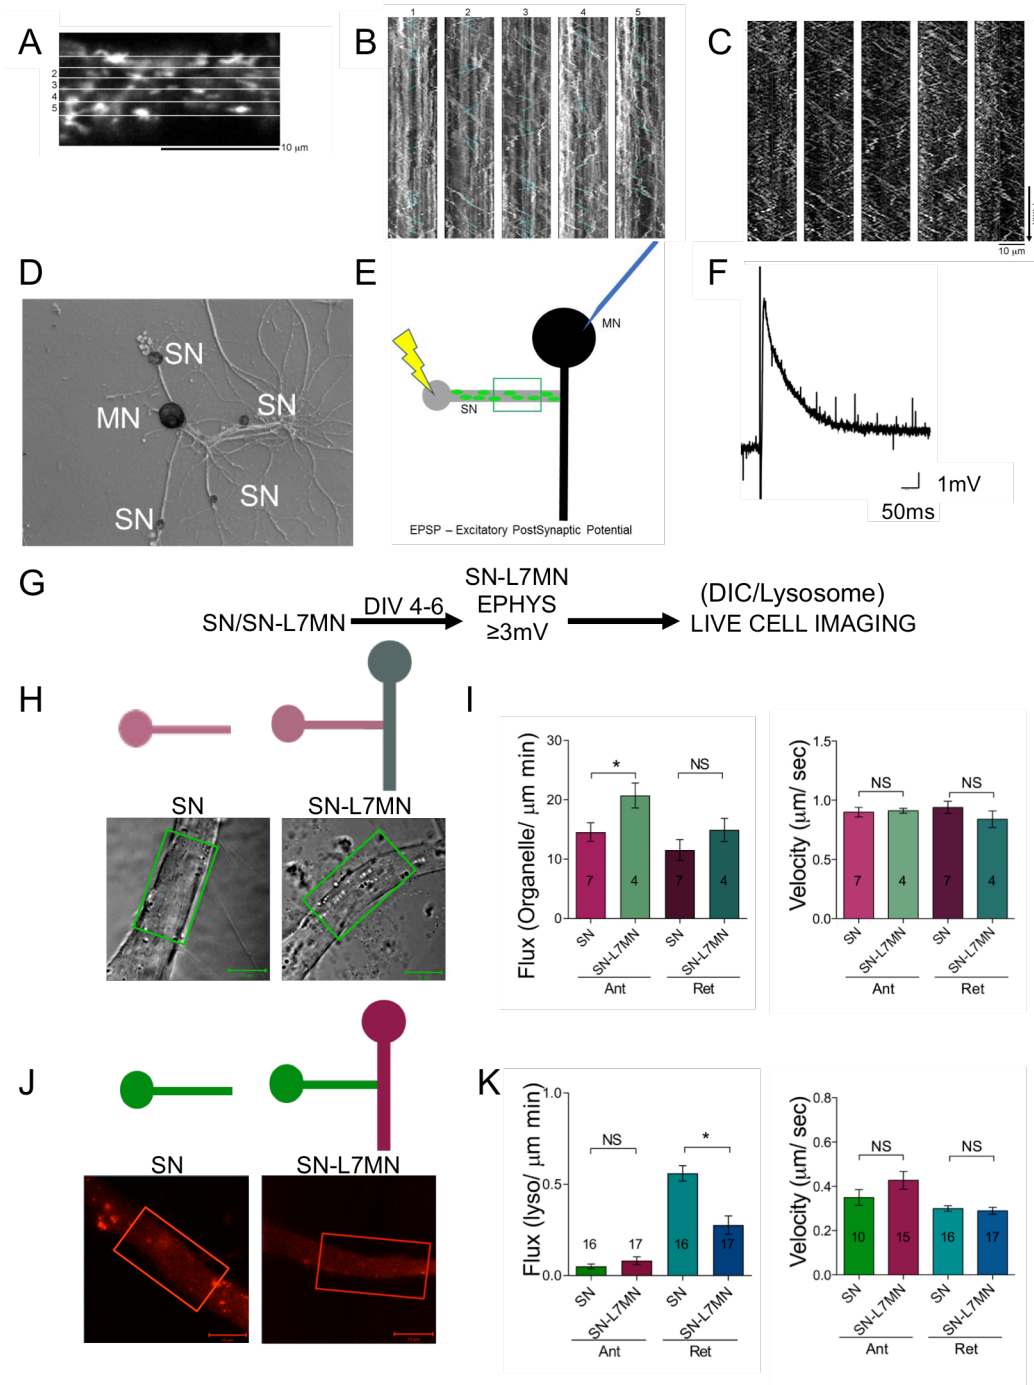 A
2
3
4
5
10 μm
B
1 2 3 4 5
C
10 μm
D
SN
MN
SN
SN
SN
E
MN
SN
EPSP – Excitatory PostSynaptic Potential
F
1mV
50ms
G
SN/SN-L7MN
DIV 4-6
SN-L7MN
EPHYS
≥3mV
(DIC/Lysosome)
LIVE CELL IMAGING
H
SN
SN-L7MN
I
Flux (Organelle/ μm min)
30
20
10
0
*
NS
7 4 7 4
SN SN-L7MN SN SN-L7MN
Ant Ret
Velocity (μm/ sec)
1.5
1.0
0.5
0.0
NS
NS
7 4 7 4
SN SN-L7MN SN SN-L7MN
Ant Ret
J
SN
SN-L7MN
K
Flux (lyso/ μm min)
1.0
0.5
0.0
NS
*
16 17 16 17
SN SN-L7MN SN SN-L7MN
Ant Ret
Velocity (μm/ sec)
0.8
0.6
0.4
0.2
0.0
NS
NS
10 15 16 17
SN SN-L7MN SN SN-L7MN
Ant Ret